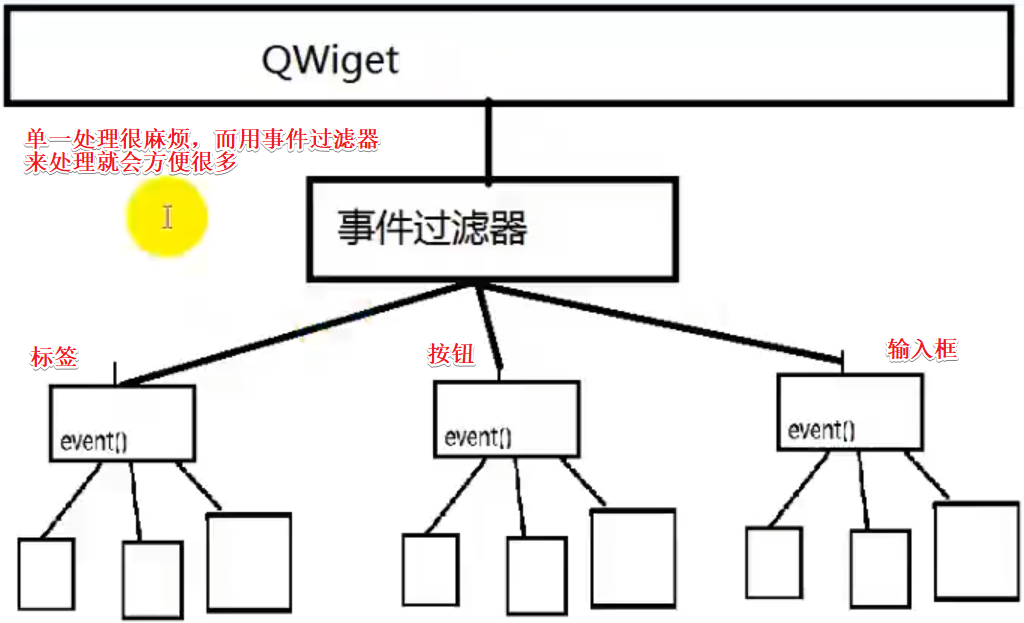 QWiget
单一处理很麻烦，而用事件过滤器
来处理就会方便很多
事件过滤器
标签
按钮
输入框
event()
event()
event()